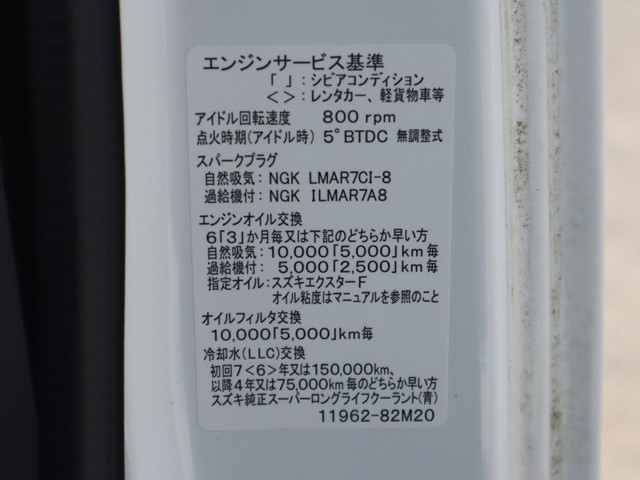 エンジンサービス基準
「 」：シビアコンディション
< >：レンタカー、軽貨物車等
アイドル回転速度 800 rpm
点火時期(アイドル時) 5°BTDC 無調整式
スパークプラグ
自然吸気：NGK LMAR7CI-8
過給機付：NGK ILMAR7A8
エンジンオイル交換
6「3」か月毎又は下記のどちらか早い方
自然吸気：10,000「5,000」km毎
過給機付：5,000「2,500」km毎
指定オイル：スズキエクスターF
オイル粘度はマニュアルを参照のこと
オイルフィルタ交換
10,000「5,000」km毎
冷却水(LLC)交換
初回7<6>年又は150,000km、
以降4年又は75,000km毎のどちらか早い方
スズキ純正スーパーロングライフクーラント(青)
11962-82M20